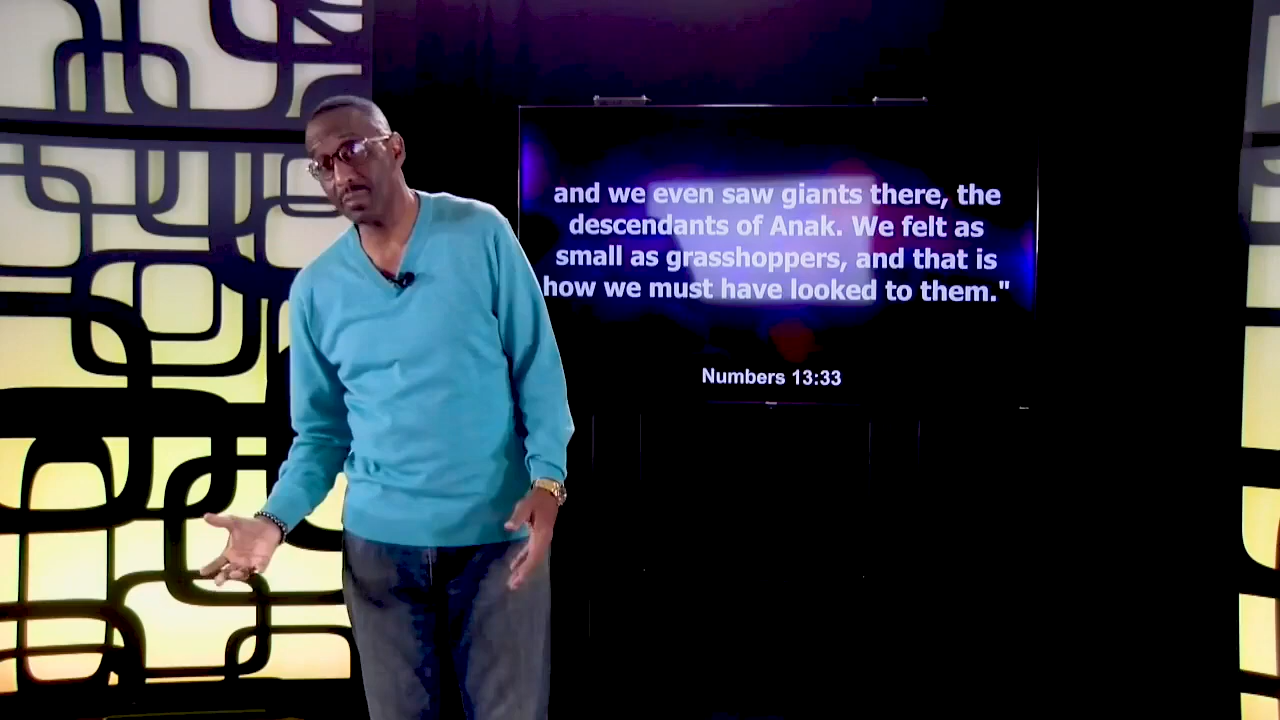 and we even saw giants there, the
descendants of Anak. We felt as
small as grasshoppers, and that is
how we must have looked to them."
Numbers 13:33